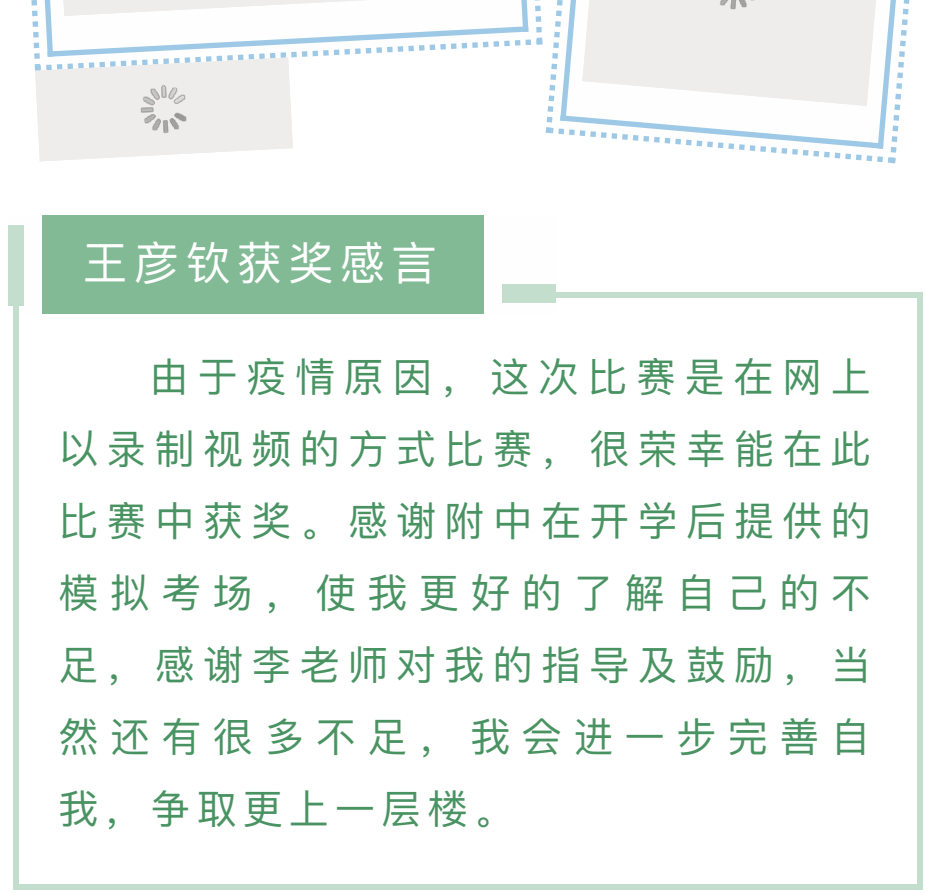 王彦钦获奖感言
由于疫情原因，这次比赛是在网上
以录制视频的方式比赛，很荣幸能在此
比赛中获奖。感谢附中在开学后提供的
模拟考场，使我更好的了解自己的不
足，感谢李老师对我的指导及鼓励，当
然还有很多不足，我会进一步完善自
我，争取更上一层楼。